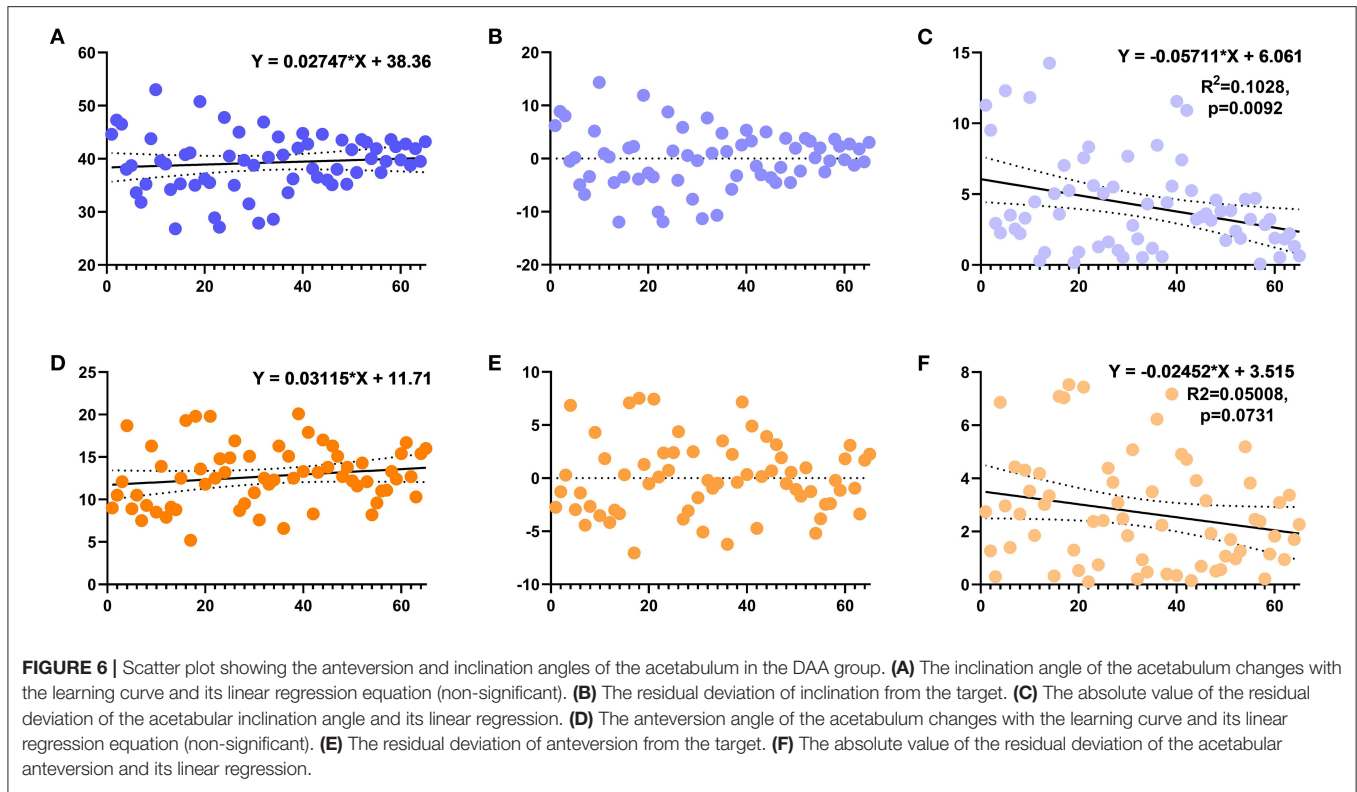 A
Y = 0.02747*X + 38.36
60
50
40
30
20
0 20 40 60
B
20
10
0
-10
-20
0 20 40 60
C
Y = -0.05711*X + 6.061
R²=0.1028,
p=0.0092
15
10
5
0
0 20 40 60
D
Y = 0.03115*X + 11.71
25
20
15
10
5
0
0 20 40 60
E
10
5
0
-5
-10
0 20 40 60
F
Y = -0.02452*X + 3.515
R2=0.05008,
p=0.0731
8
6
4
2
0
0 20 40 60
FIGURE 6 | Scatter plot showing the anteversion and inclination angles of the acetabulum in the DAA group. (A) The inclination angle of the acetabulum changes with
the learning curve and its linear regression equation (non-significant). (B) The residual deviation of inclination from the target. (C) The absolute value of the residual
deviation of the acetabular inclination angle and its linear regression. (D) The anteversion angle of the acetabulum changes with the learning curve and its linear
regression equation (non-significant). (E) The residual deviation of anteversion from the target. (F) The absolute value of the residual deviation of the acetabular
anteversion and its linear regression.